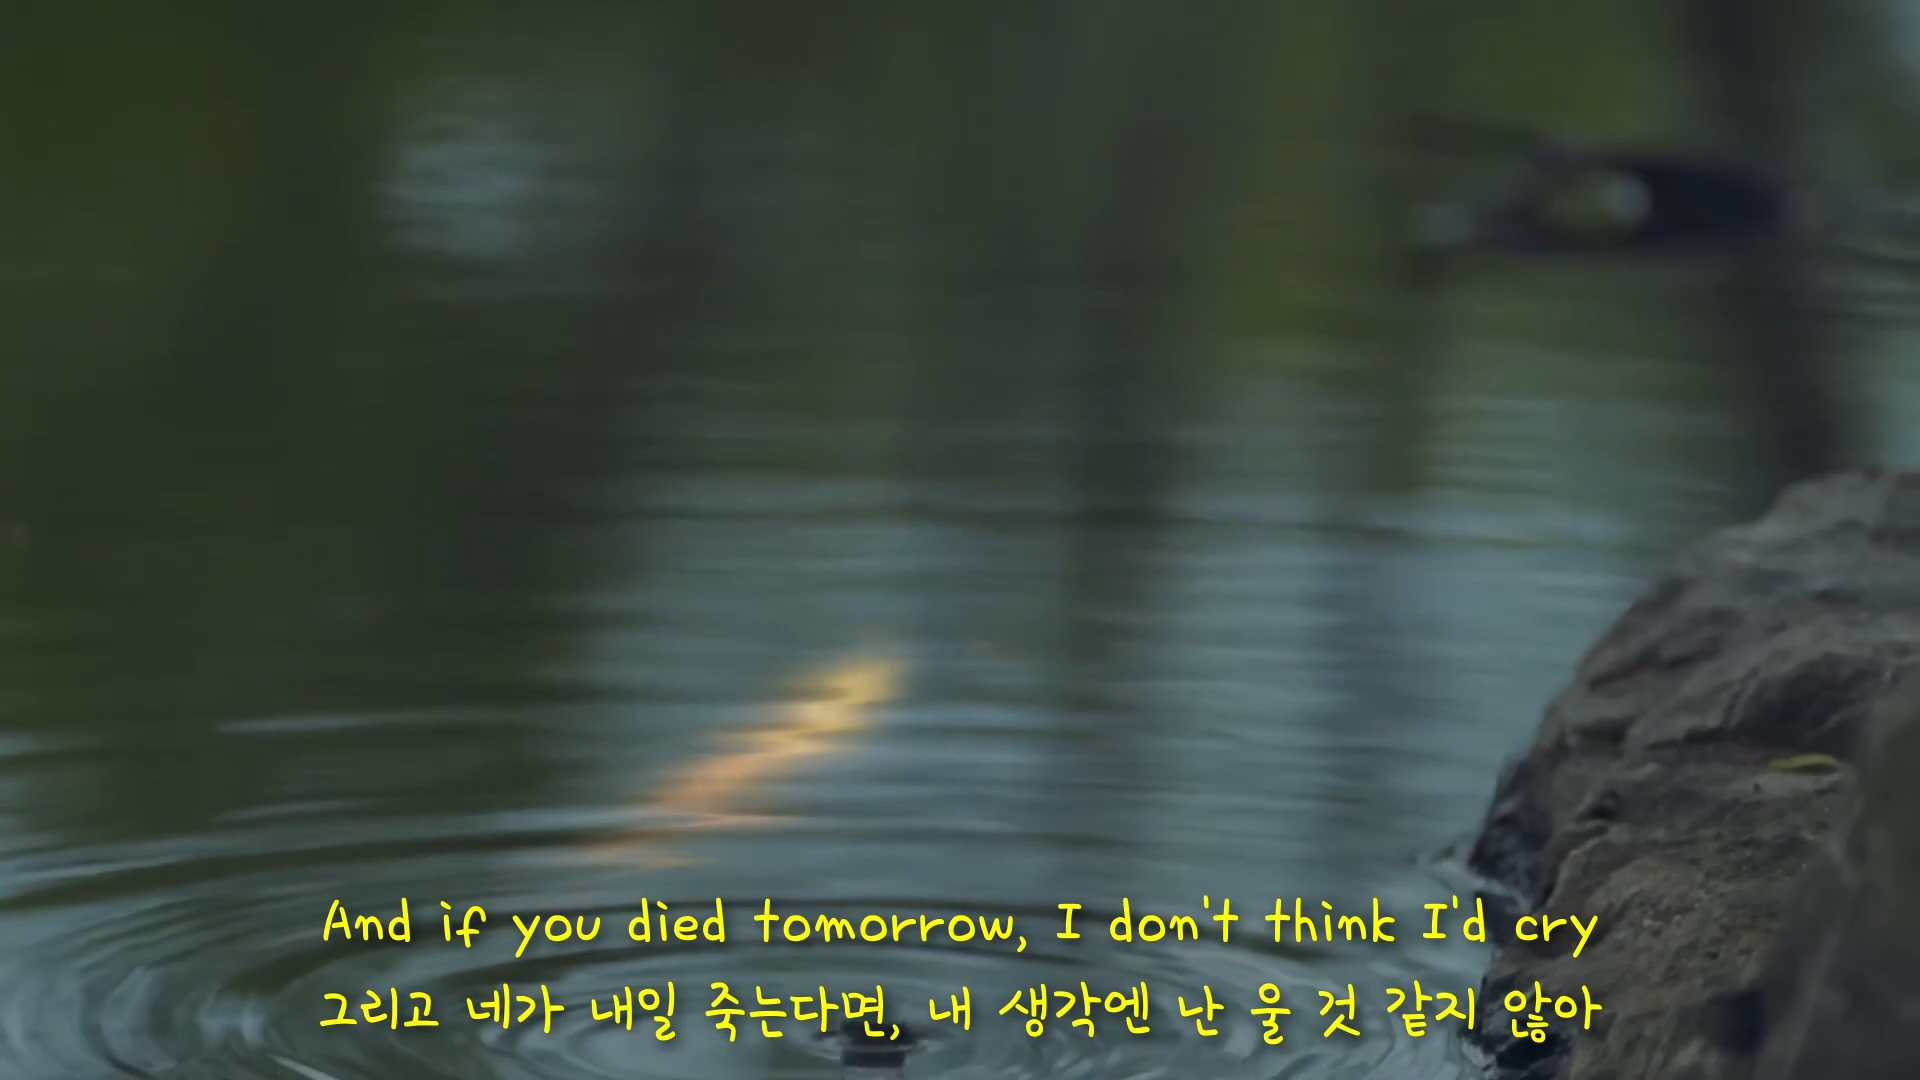 And if you died tomorrow, I don't think I'd cry
그리고 네가 내일 죽는다면, 내 생각엔 난 울 것 같지 않아